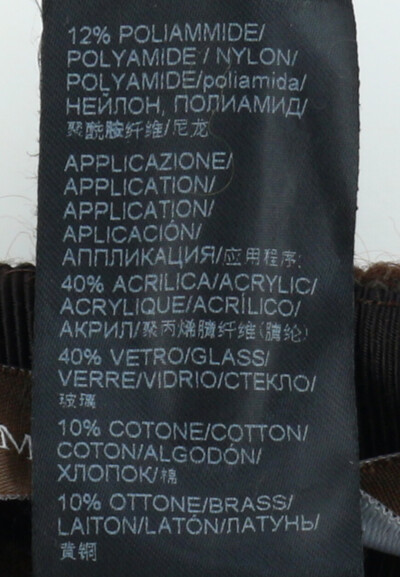 12% POLIAMMIDE/
POLYAMIDE / NYLON/
POLYAMIDE/poliamida/
НЕЙЛОН, ПОЛИАМИД/
聚酰胺纤维/尼龙
APPLICAZIONE/
APPLICATION/
APPLICATION/
APLICACIÓN/
АППЛИКАЦИЯ/应用程序:
40% ACRILICA/ACRYLIC/
ACRYLIQUE/ACRÍLICO/
АКРИЛ/聚丙烯腈纤维(腈纶)
40% VETRO/GLASS/
VERRE/VIDRIO/СТЕКЛО/
玻璃
10% COTONE/COTTON/
COTON/ALGODÓN/
ХЛОПОК/棉
10% OTTONE/BRASS/
LAITON/LATÓN/ЛАТУНЬ/
黄铜
M